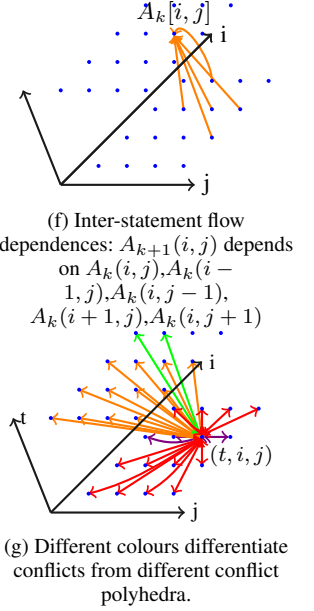 A_k[i, j]
i
j
(f) Inter-statement flow
dependences: A_{k+1}(i, j) depends
on A_k(i, j),A_k(i −
1, j),A_k(i, j − 1),
A_k(i + 1, j),A_k(i, j + 1)
t
i
(t, i, j)
j
(g) Different colours differentiate
conflicts from different conflict
polyhedra.